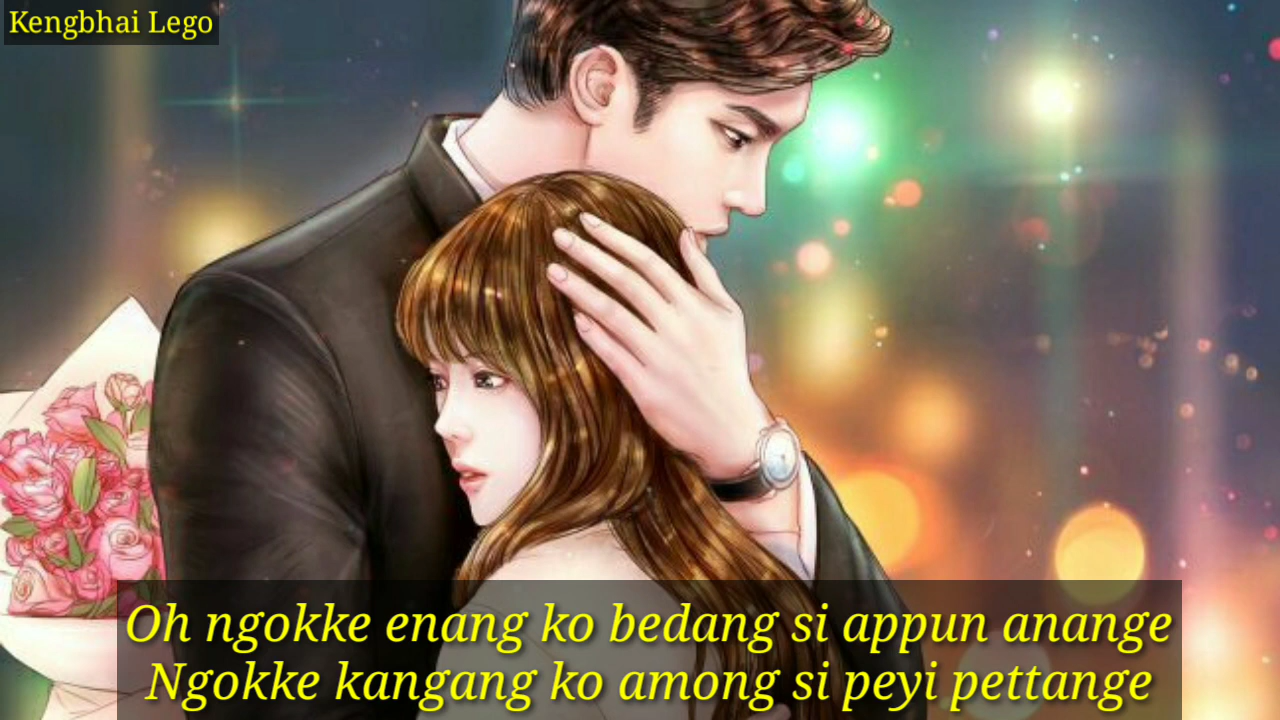 Kengbhai Lego
Oh ngokke enang ko bedang si appun anange
Ngokke kangang ko among si peyi pettange